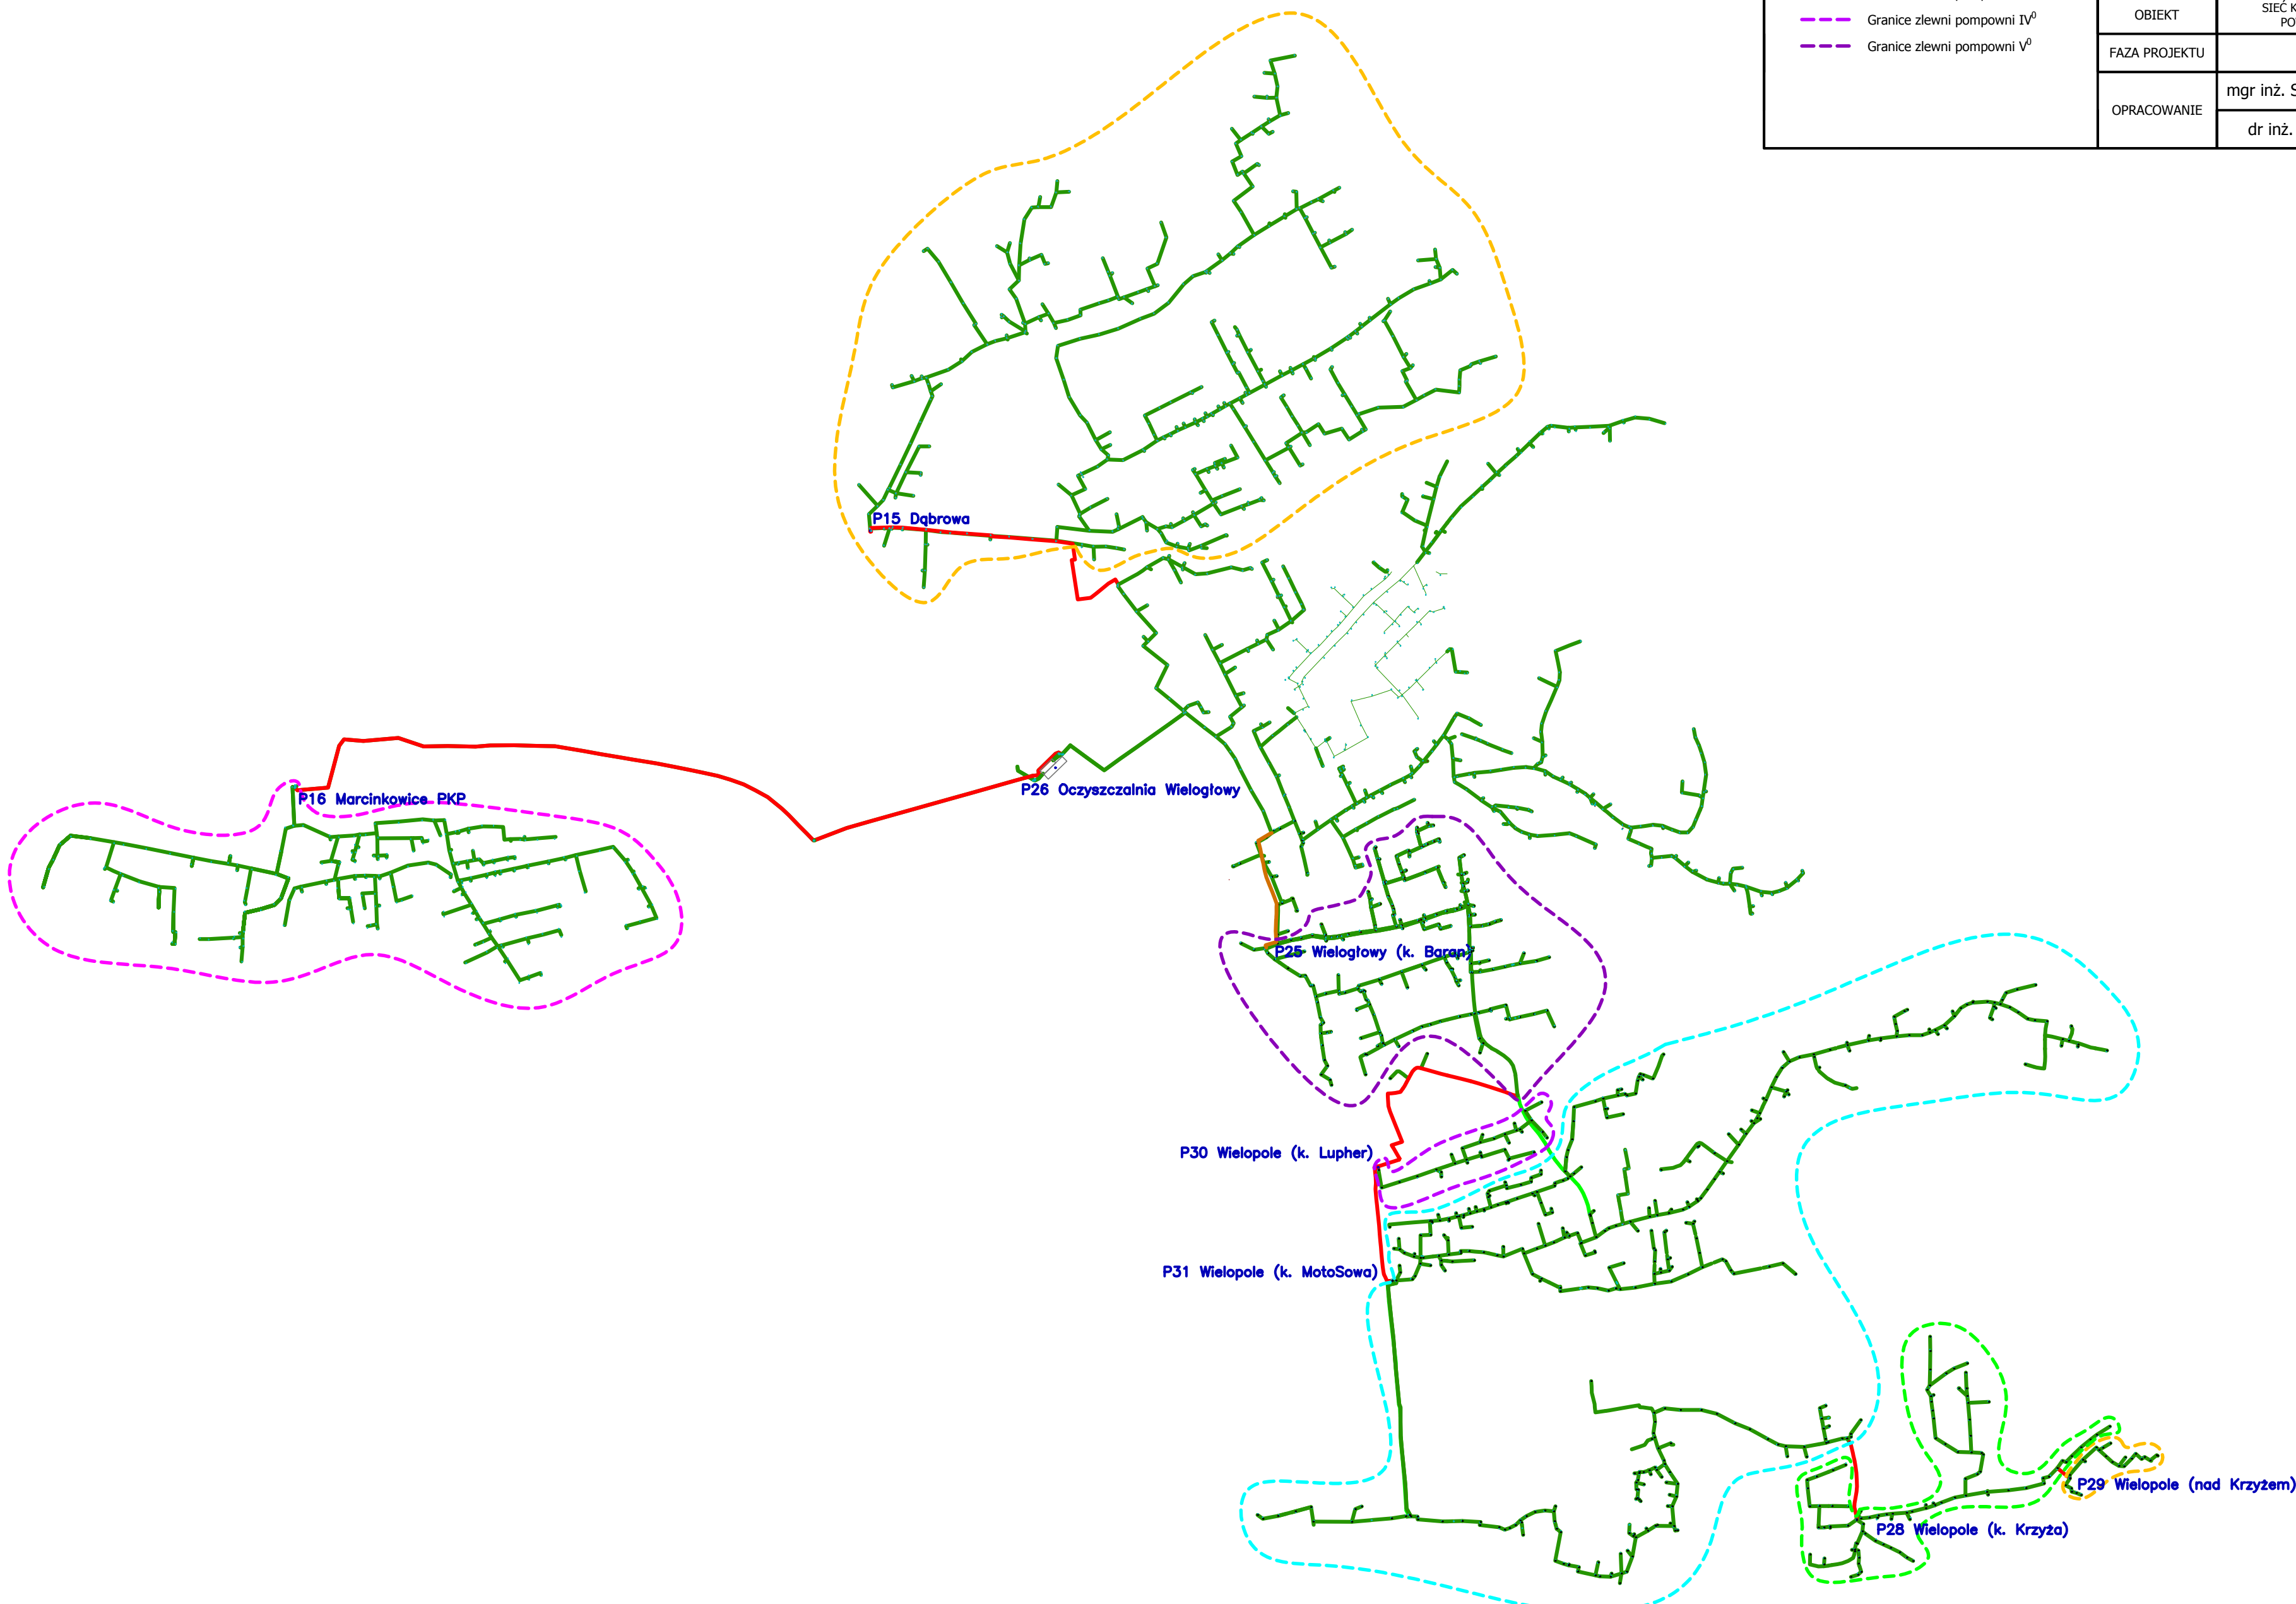 Granice zlewni pompowni IV⁰
Granice zlewni pompowni V⁰
OBIEKT
SIEĆ K
PO
FAZA PROJEKTU
OPRACOWANIE
mgr inż. S
dr inż.
P15 Dąbrowa
P16 Marcinkowice PKP
P26 Oczyszczalnia Wielogłowy
P25 Wielogłowy (k. Baran)
P30 Wielopole (k. Lupher)
P31 Wielopole (k. MotoSowa)
P29 Wielopole (nad Krzyżem)
P28 Wielopole (k. Krzyża)